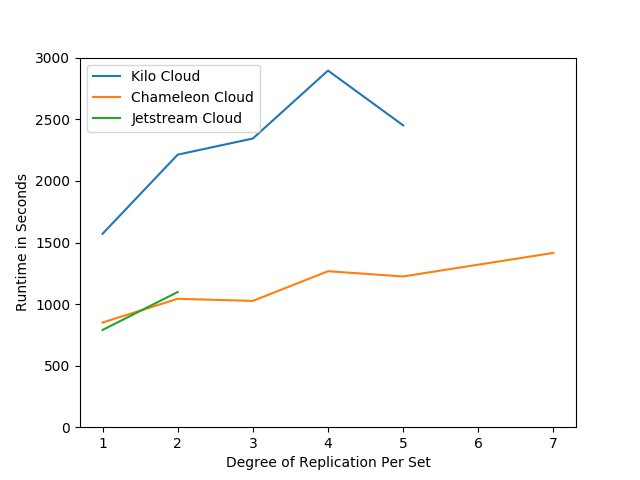 Kilo Cloud
Chameleon Cloud
Jetstream Cloud
3000
2500
2000
1500
1000
500
0
Runtime in Seconds
1 2 3 4 5 6 7
Degree of Replication Per Set